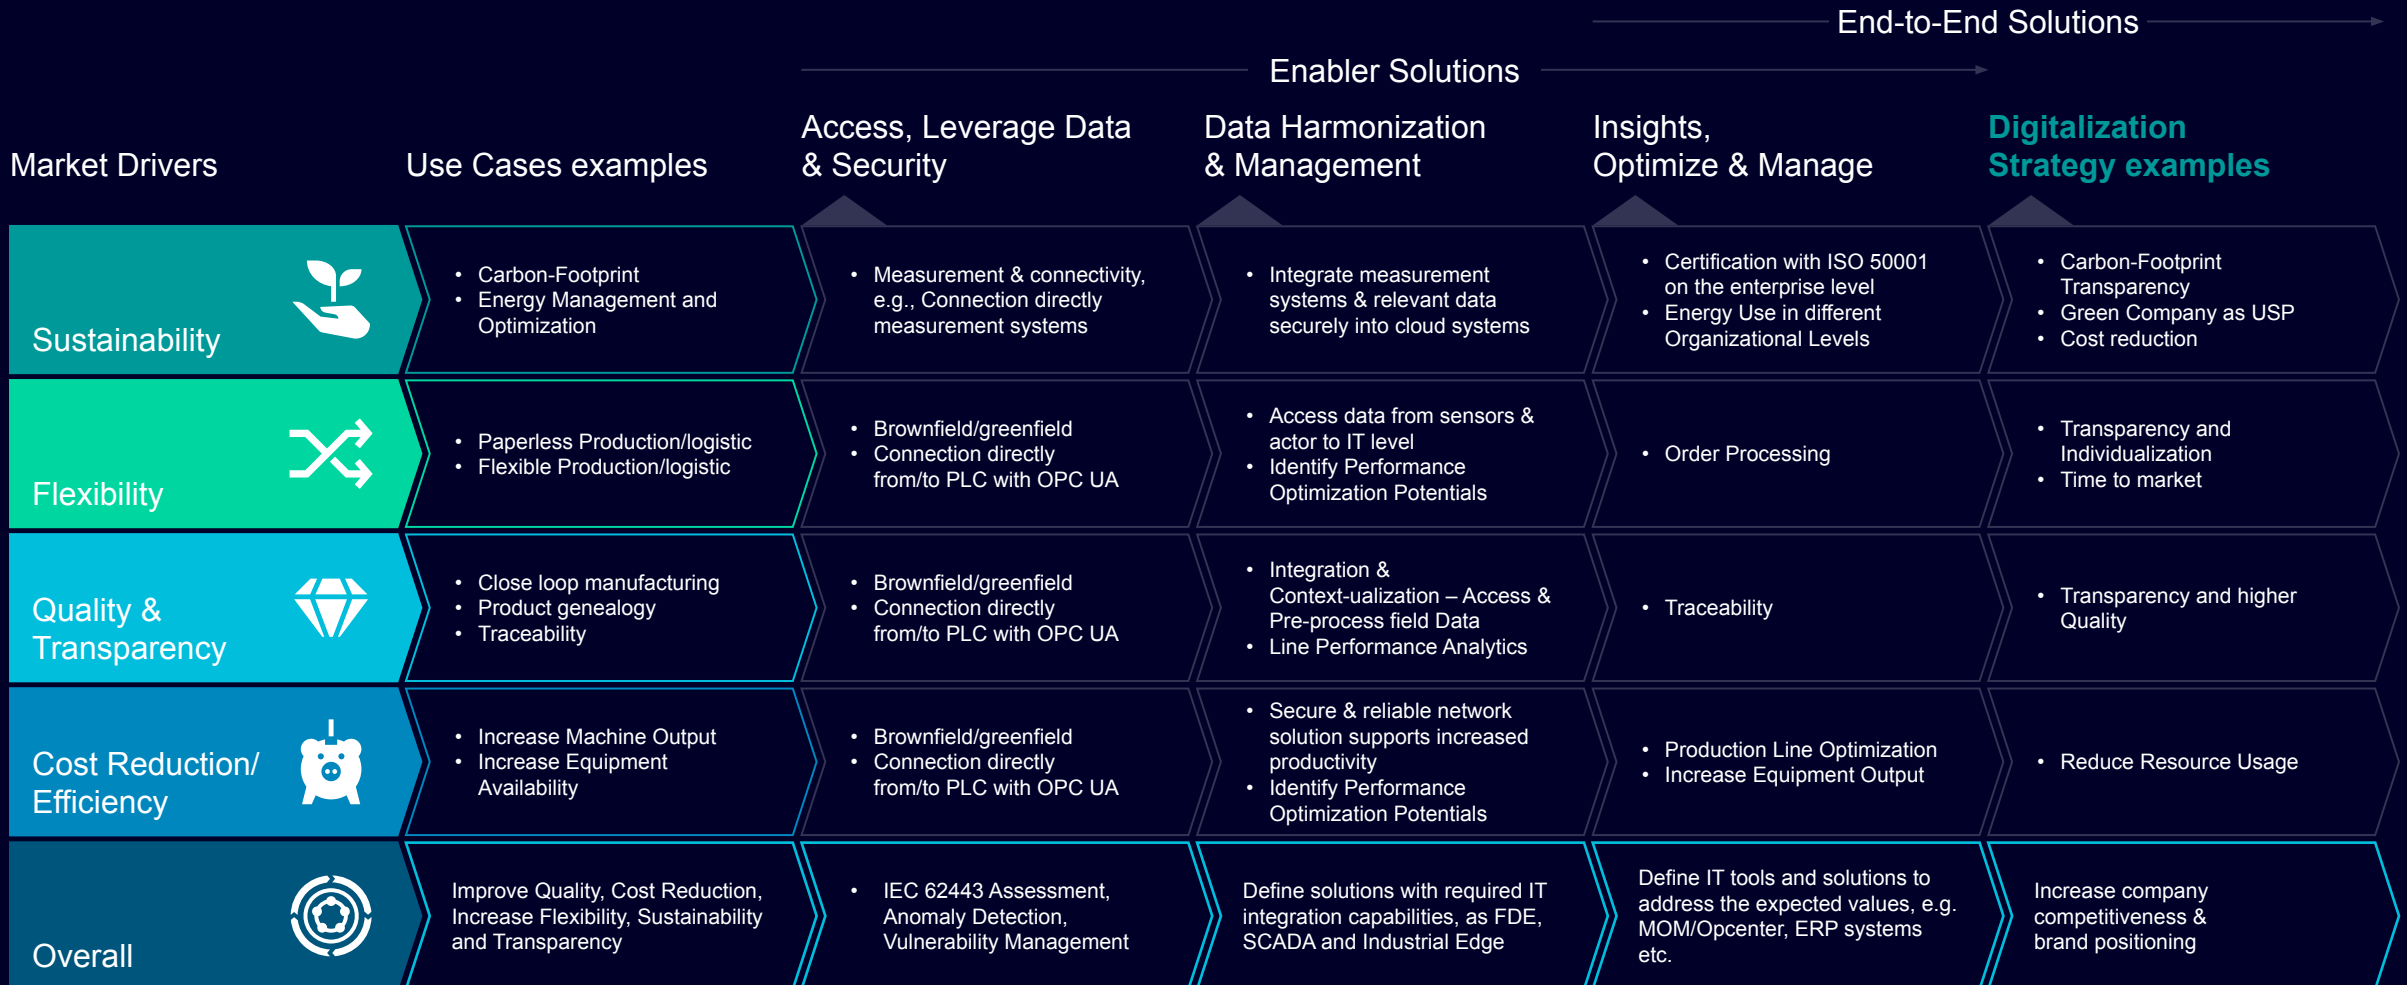 End-to-End Solutions
Enabler Solutions
Market Drivers
Use Cases examples
Access, Leverage Data
& Security
Data Harmonization
& Management
Insights,
Optimize & Manage
Digitalization
Strategy examples
Sustainability
• Carbon-Footprint
• Energy Management and
Optimization
• Measurement & connectivity,
e.g., Connection directly
measurement systems
• Integrate measurement
systems & relevant data
securely into cloud systems
• Certification with ISO 50001
on the enterprise level
• Energy Use in different
Organizational Levels
• Carbon-Footprint
Transparency
• Green Company as USP
• Cost reduction
Flexibility
• Paperless Production/logistic
• Flexible Production/logistic
• Brownfield/greenfield
• Connection directly
from/to PLC with OPC UA
• Access data from sensors &
actor to IT level
• Identify Performance
Optimization Potentials
• Order Processing
• Transparency and
Individualization
• Time to market
Quality &
Transparency
• Close loop manufacturing
• Product genealogy
• Traceability
• Brownfield/greenfield
• Connection directly
from/to PLC with OPC UA
• Integration &
Context-ualization – Access &
Pre-process field Data
• Line Performance Analytics
• Traceability
• Transparency and higher
Quality
Cost Reduction/
Efficiency
• Increase Machine Output
• Increase Equipment
Availability
• Brownfield/greenfield
• Connection directly
from/to PLC with OPC UA
• Secure & reliable network
solution supports increased
productivity
• Identify Performance
Optimization Potentials
• Production Line Optimization
• Increase Equipment Output
• Reduce Resource Usage
Overall
Improve Quality, Cost Reduction,
Increase Flexibility, Sustainability
and Transparency
• IEC 62443 Assessment,
Anomaly Detection,
Vulnerability Management
Define solutions with required IT
integration capabilities, as FDE,
SCADA and Industrial Edge
Define IT tools and solutions to
address the expected values, e.g.
MOM/Opcenter, ERP systems
etc.
Increase company
competitiveness &
brand positioning